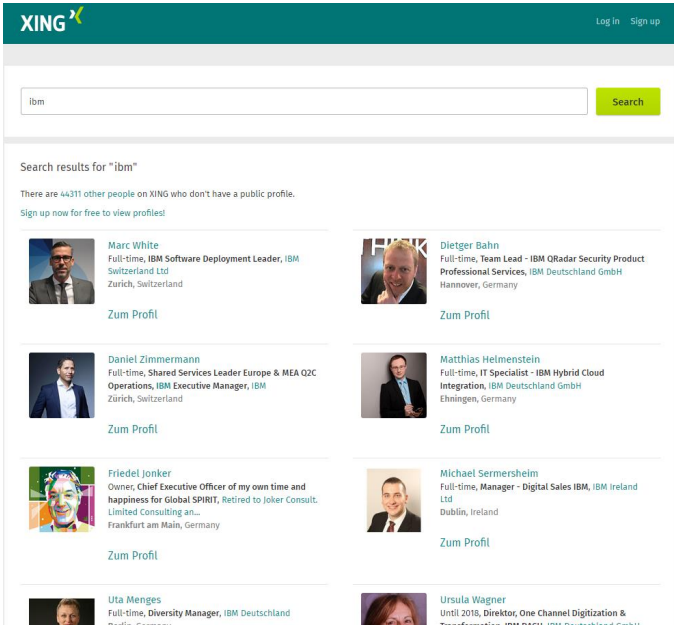 XING
Log in Sign up
ibm
Search
Search results for "ibm"
There are 44311 other people on XING who don't have a public profile.
Sign up now for free to view profiles!
Marc White
Full-time, IBM Software Deployment Leader, IBM
Switzerland Ltd
Zurich, Switzerland
Zum Profil
Dietger Bahn
Full-time, Team Lead - IBM QRadar Security Product
Professional Services, IBM Deutschland GmbH
Hannover, Germany
Zum Profil
Daniel Zimmermann
Full-time, Shared Services Leader Europe & MEA Q2C
Operations, IBM Executive Manager, IBM
Zürich, Switzerland
Zum Profil
Matthias Helmenstein
Full-time, IT Specialist - IBM Hybrid Cloud
Integration, IBM Deutschland GmbH
Ehningen, Germany
Zum Profil
Friedel Jonker
Owner, Chief Executive Officer of my own time and
happiness for Global SPIRIT, Retired to Joker Consult.
Limited Consulting an...
Frankfurt am Main, Germany
Zum Profil
Michael Sermersheim
Full-time, Manager - Digital Sales IBM, IBM Ireland
Ltd
Dublin, Ireland
Zum Profil
Uta Menges
Full-time, Diversity Manager, IBM Deutschland
Berlin, Germany
Ursula Wagner
Until 2018, Direktor, One Channel Digitization &
Transformation, IBM DACH, IBM Deutschland GmbH